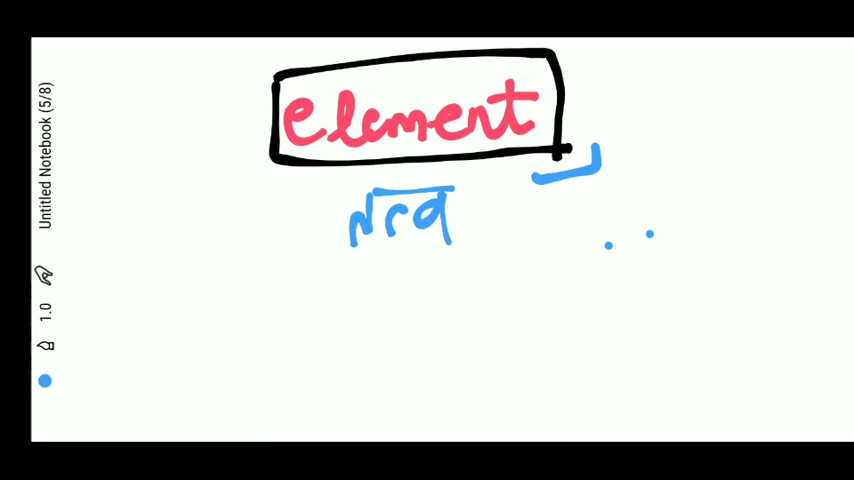 element
तत्व
Untitled Notebook (5/8)
1.0